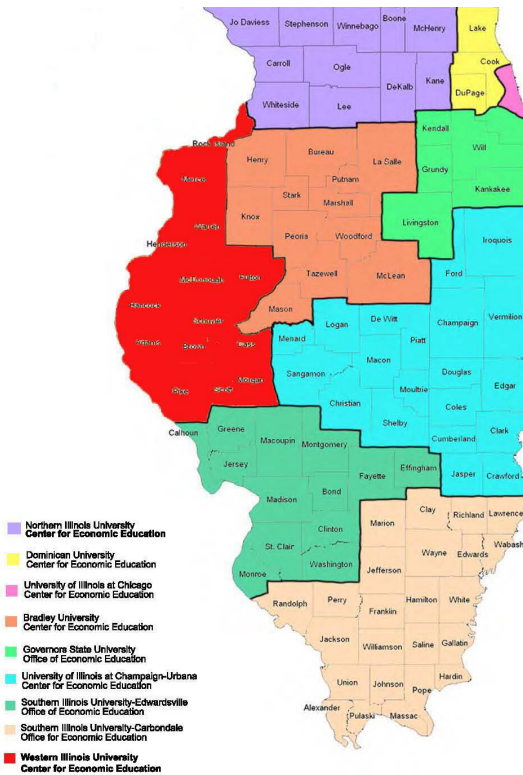 Jo Daviess
Stephenson
Winnebago
Boone
McHenry
Lake
Carroll
Ogle
DeKalb
Kane
Cook
DuPage
Whiteside
Lee
Kendall
Will
Rock Island
Henry
Bureau
La Salle
Grundy
Mercer
Putnam
Kankakee
Stark
Marshall
Knox
Warren
Livingston
Henderson
Peoria
Woodford
Iroquois
McDonough
Fulton
Tazewell
McLean
Ford
Hancock
Mason
Schuyler
Logan
De Witt
Champaign
Vermilion
Adams
Brown
Cass
Menard
Piatt
Macon
Sangamon
Douglas
Pike
Scott
Morgan
Christian
Moultrie
Edgar
Coles
Shelby
Calhoun
Greene
Macoupin
Montgomery
Cumberland
Clark
Jersey
Fayette
Effingham
Jasper
Crawford
Madison
Bond
Clay
Richland
Lawrence
Marion
Clinton
Wayne
Edwards
Wabash
St. Clair
Washington
Jefferson
Monroe
Randolph
Perry
Hamilton
White
Franklin
Jackson
Williamson
Saline
Gallatin
Union
Johnson
Pope
Hardin
Alexander
Pulaski
Massac
Northern Illinois University
Center for Economic Education
Dominican University
Center for Economic Education
University of Illinois at Chicago
Center for Economic Education
Bradley University
Center for Economic Education
Governors State University
Office of Economic Education
University of Illinois at Champaign-Urbana
Center for Economic Education
Southern Illinois University-Edwardsville
Office of Economic Education
Southern Illinois University-Carbondale
Office for Economic Education
Western Illinois University
Center for Economic Education